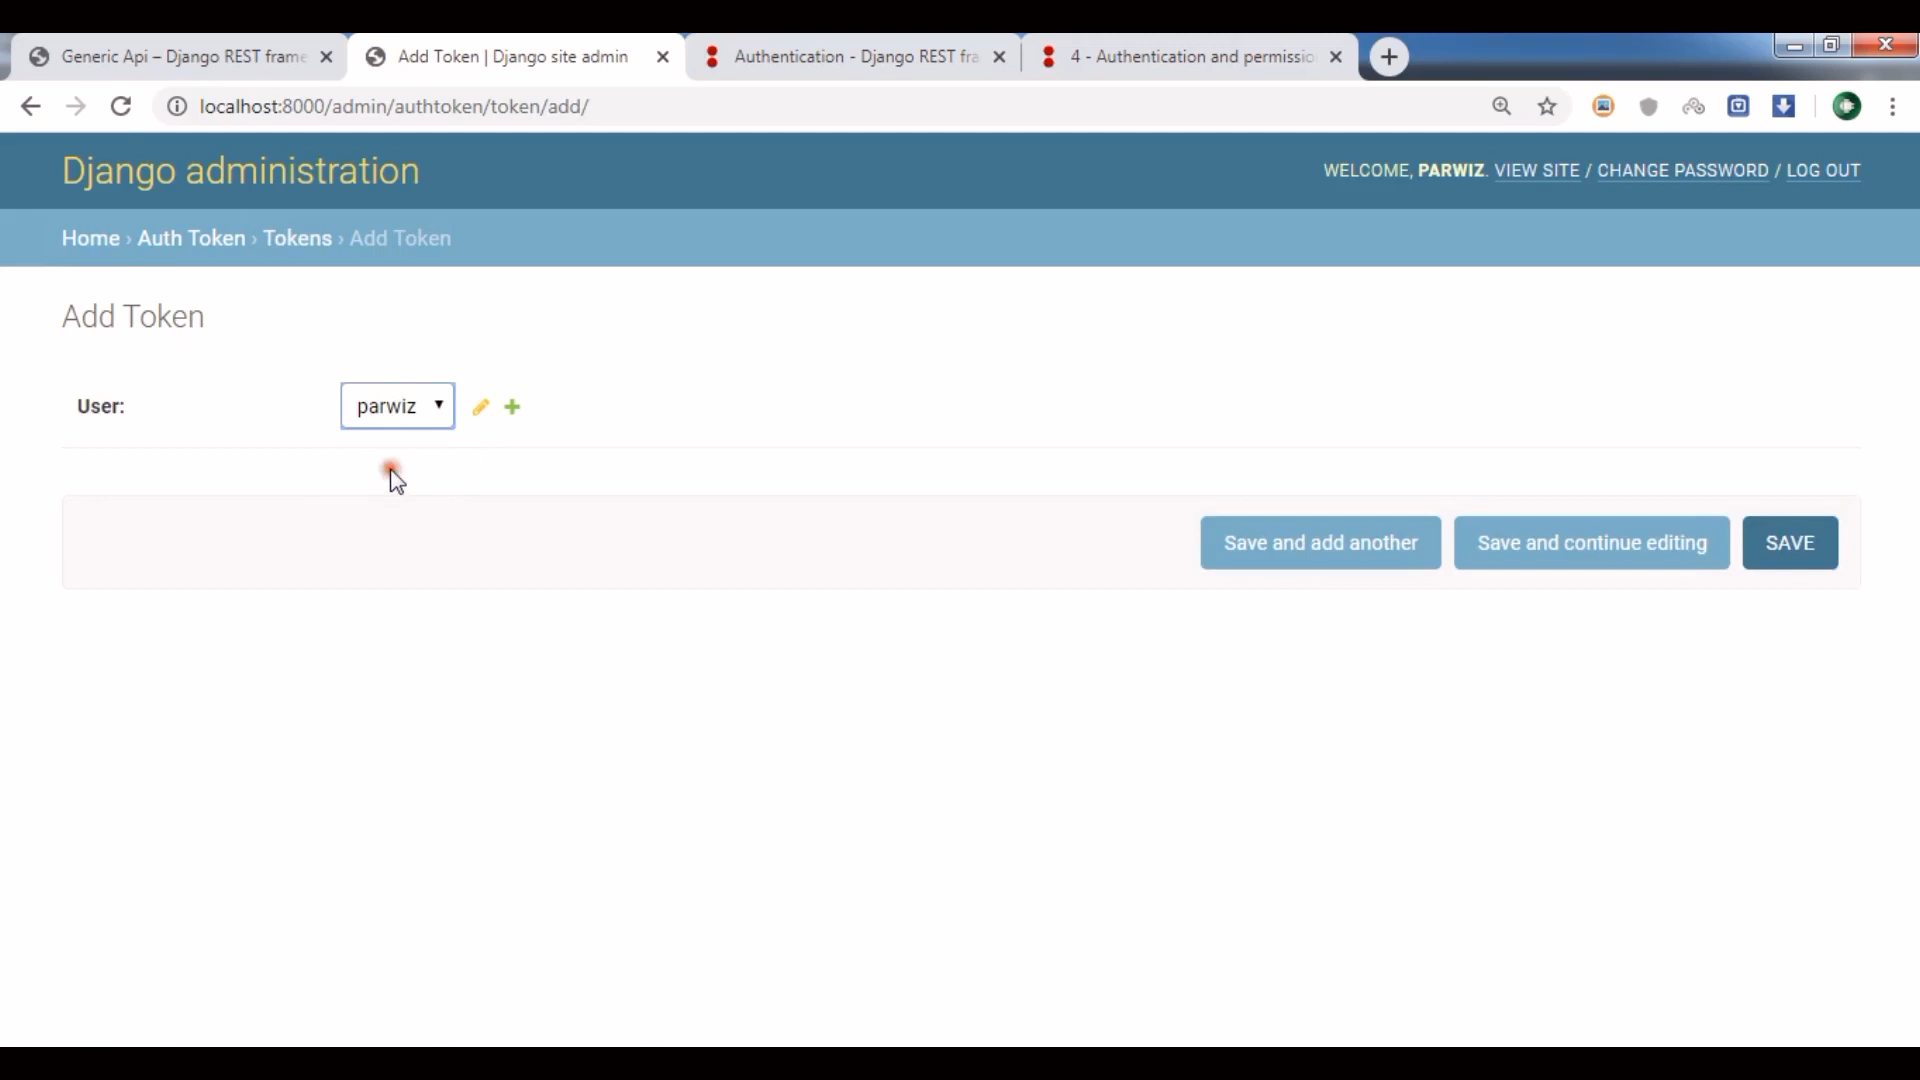 Generic Api – Django REST frame
Add Token | Django site admin
Authentication - Django REST fra
4 - Authentication and permissio
localhost:8000/admin/authtoken/token/add/
Django administration
WELCOME, PARWIZ. VIEW SITE / CHANGE PASSWORD / LOG OUT
Home › Auth Token › Tokens › Add Token
Add Token
User:
parwiz
Save and add another
Save and continue editing
SAVE